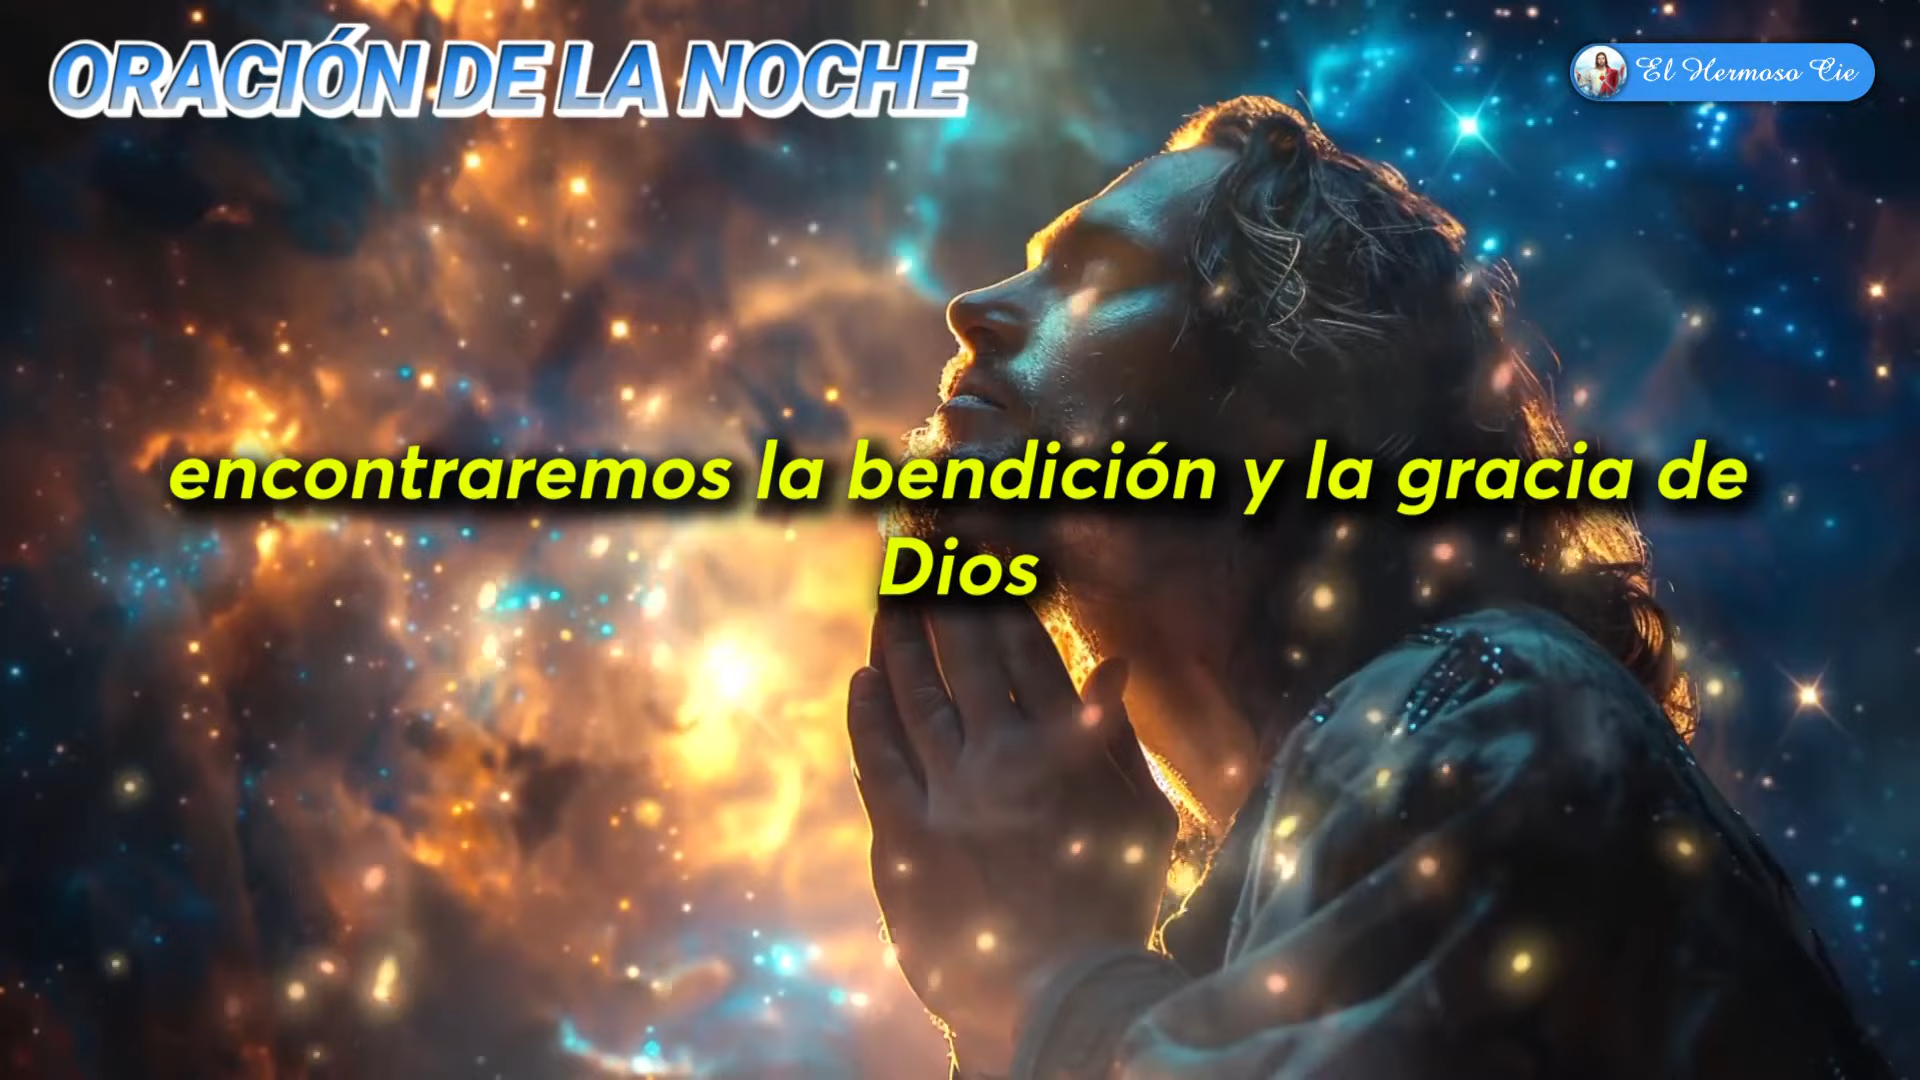 ORACIÓN DE LA NOCHE
El Hermoso Cie
encontraremos la bendición y la gracia de
Dios